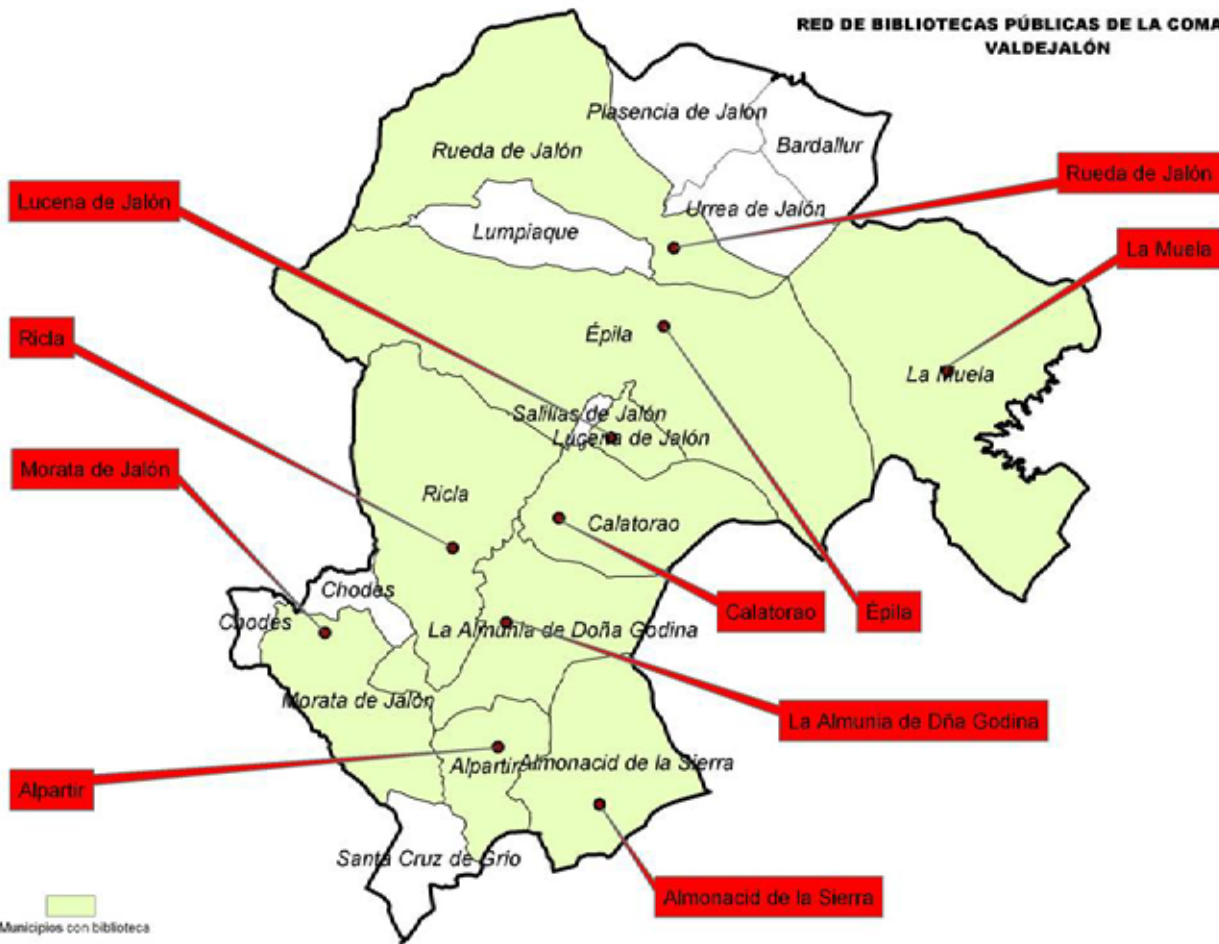 RED DE BIBLIOTECAS PÚBLICAS DE LA COMA
VALDEJALÓN
Plasencia de Jalón
Bardallur
Rueda de Jalón
Rueda de Jalón
Lucena de Jalón
Urrea de Jalón
Lumpiaque
La Muela
Ricla
Épila
La Muela
Salillas de Jalón
Lucena de Jalón
Morata de Jalón
Ricla
Calatorao
Chodes
Calatorao
Épila
Chodes
La Almunia de Doña Godina
Morata de Jalón
La Almunia de Dña Godina
Alpartir
Almonacid de la Sierra
Alpartir
Santa Cruz de Grio
Almonacid de la Sierra
Municipios con biblioteca